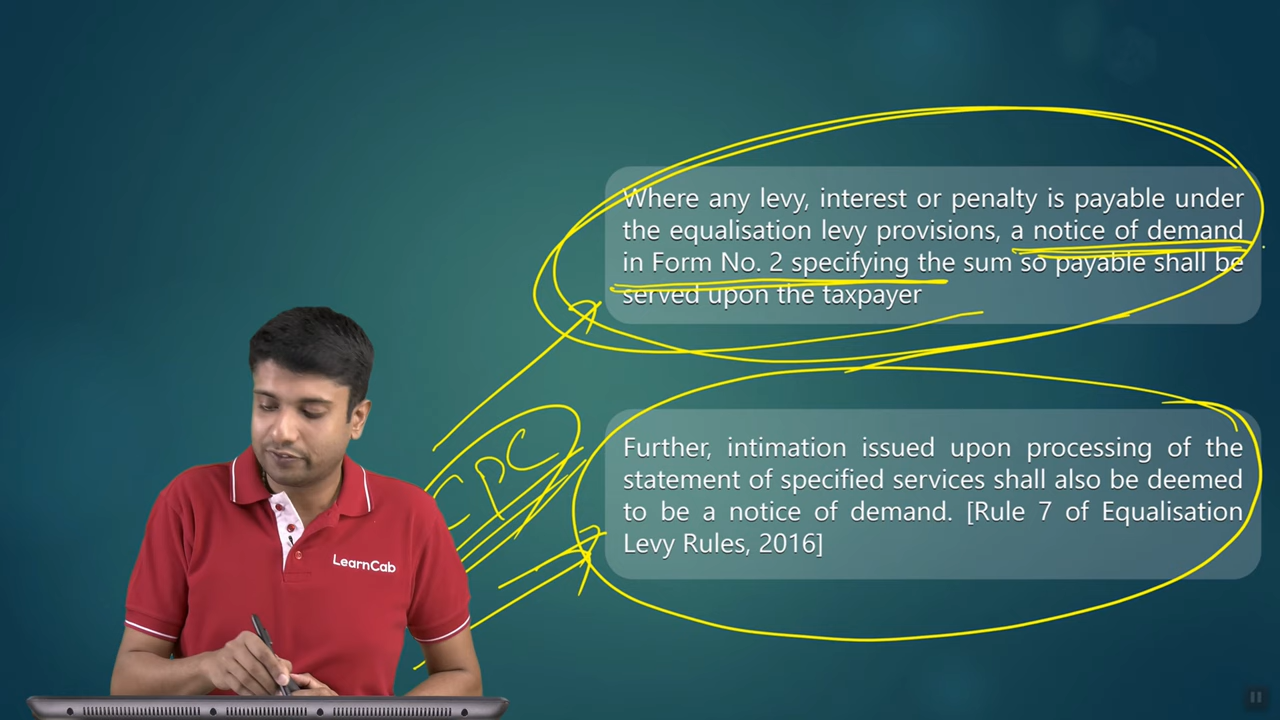 Where any levy, interest or penalty is payable under
the equalisation levy provisions, a notice of demand
in Form No. 2 specifying the sum so payable shall be
served upon the taxpayer
CPC
Further, intimation issued upon processing of the
statement of specified services shall also be deemed
to be a notice of demand. [Rule 7 of Equalisation
Levy Rules, 2016]
LearnCab